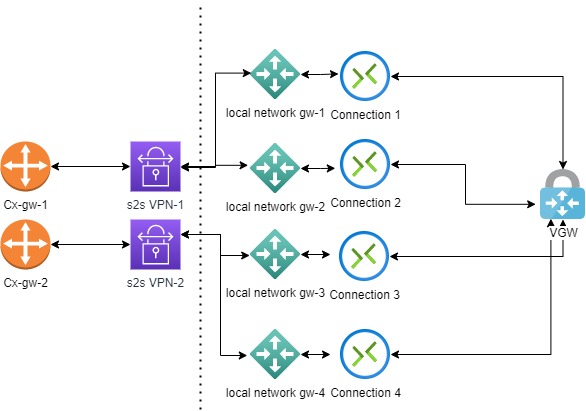 local network gw-1
Connection 1
Cx-gw-1
s2s VPN-1
local network gw-2
Connection 2
VGW
Cx-gw-2
s2s VPN-2
local network gw-3
Connection 3
local network gw-4
Connection 4